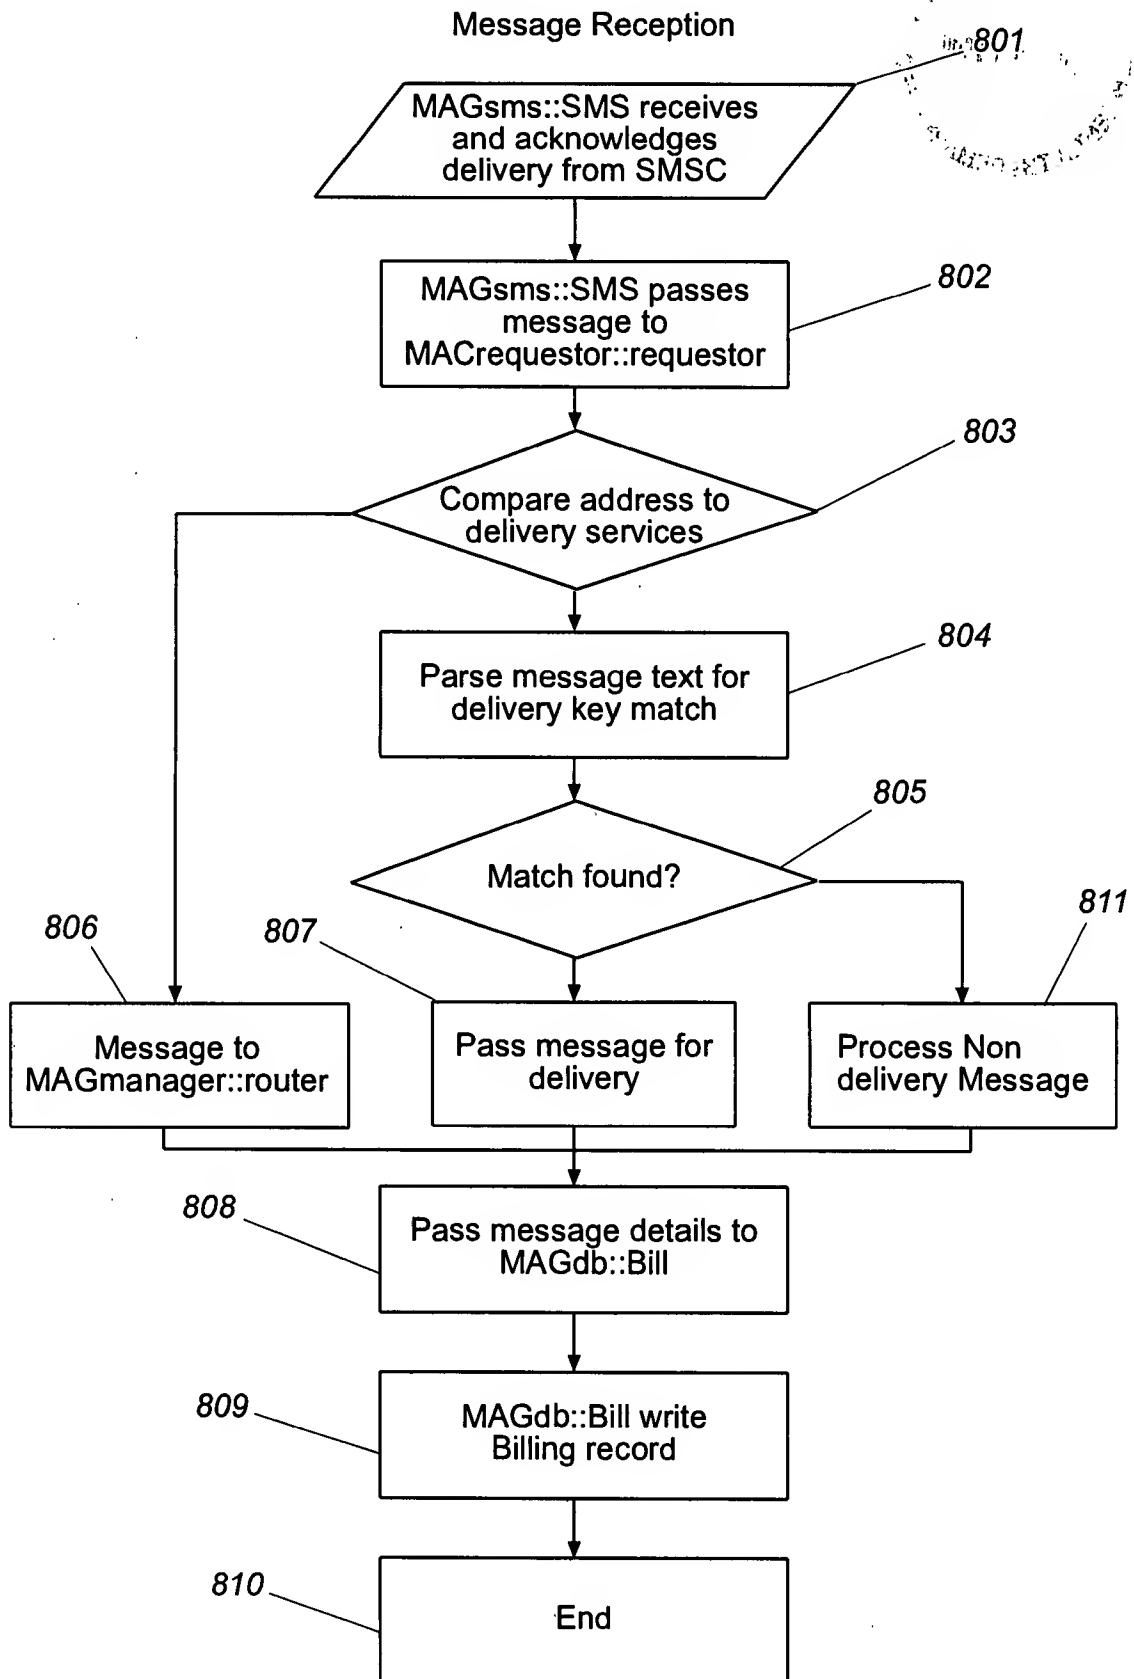 Message Reception
801
MAGsms::SMS receives
and acknowledges
delivery from SMSC
MAGsms::SMS passes
message to
MACrequestor::requestor
802
803
Compare address to
delivery services
804
Parse message text for
delivery key match
805
Match found?
806
807
811
Message to
MAGmanager::router
Pass message for
delivery
Process Non
delivery Message
808
Pass message details to
MAGdb::Bill
809
MAGdb::Bill write
Billing record
810
End